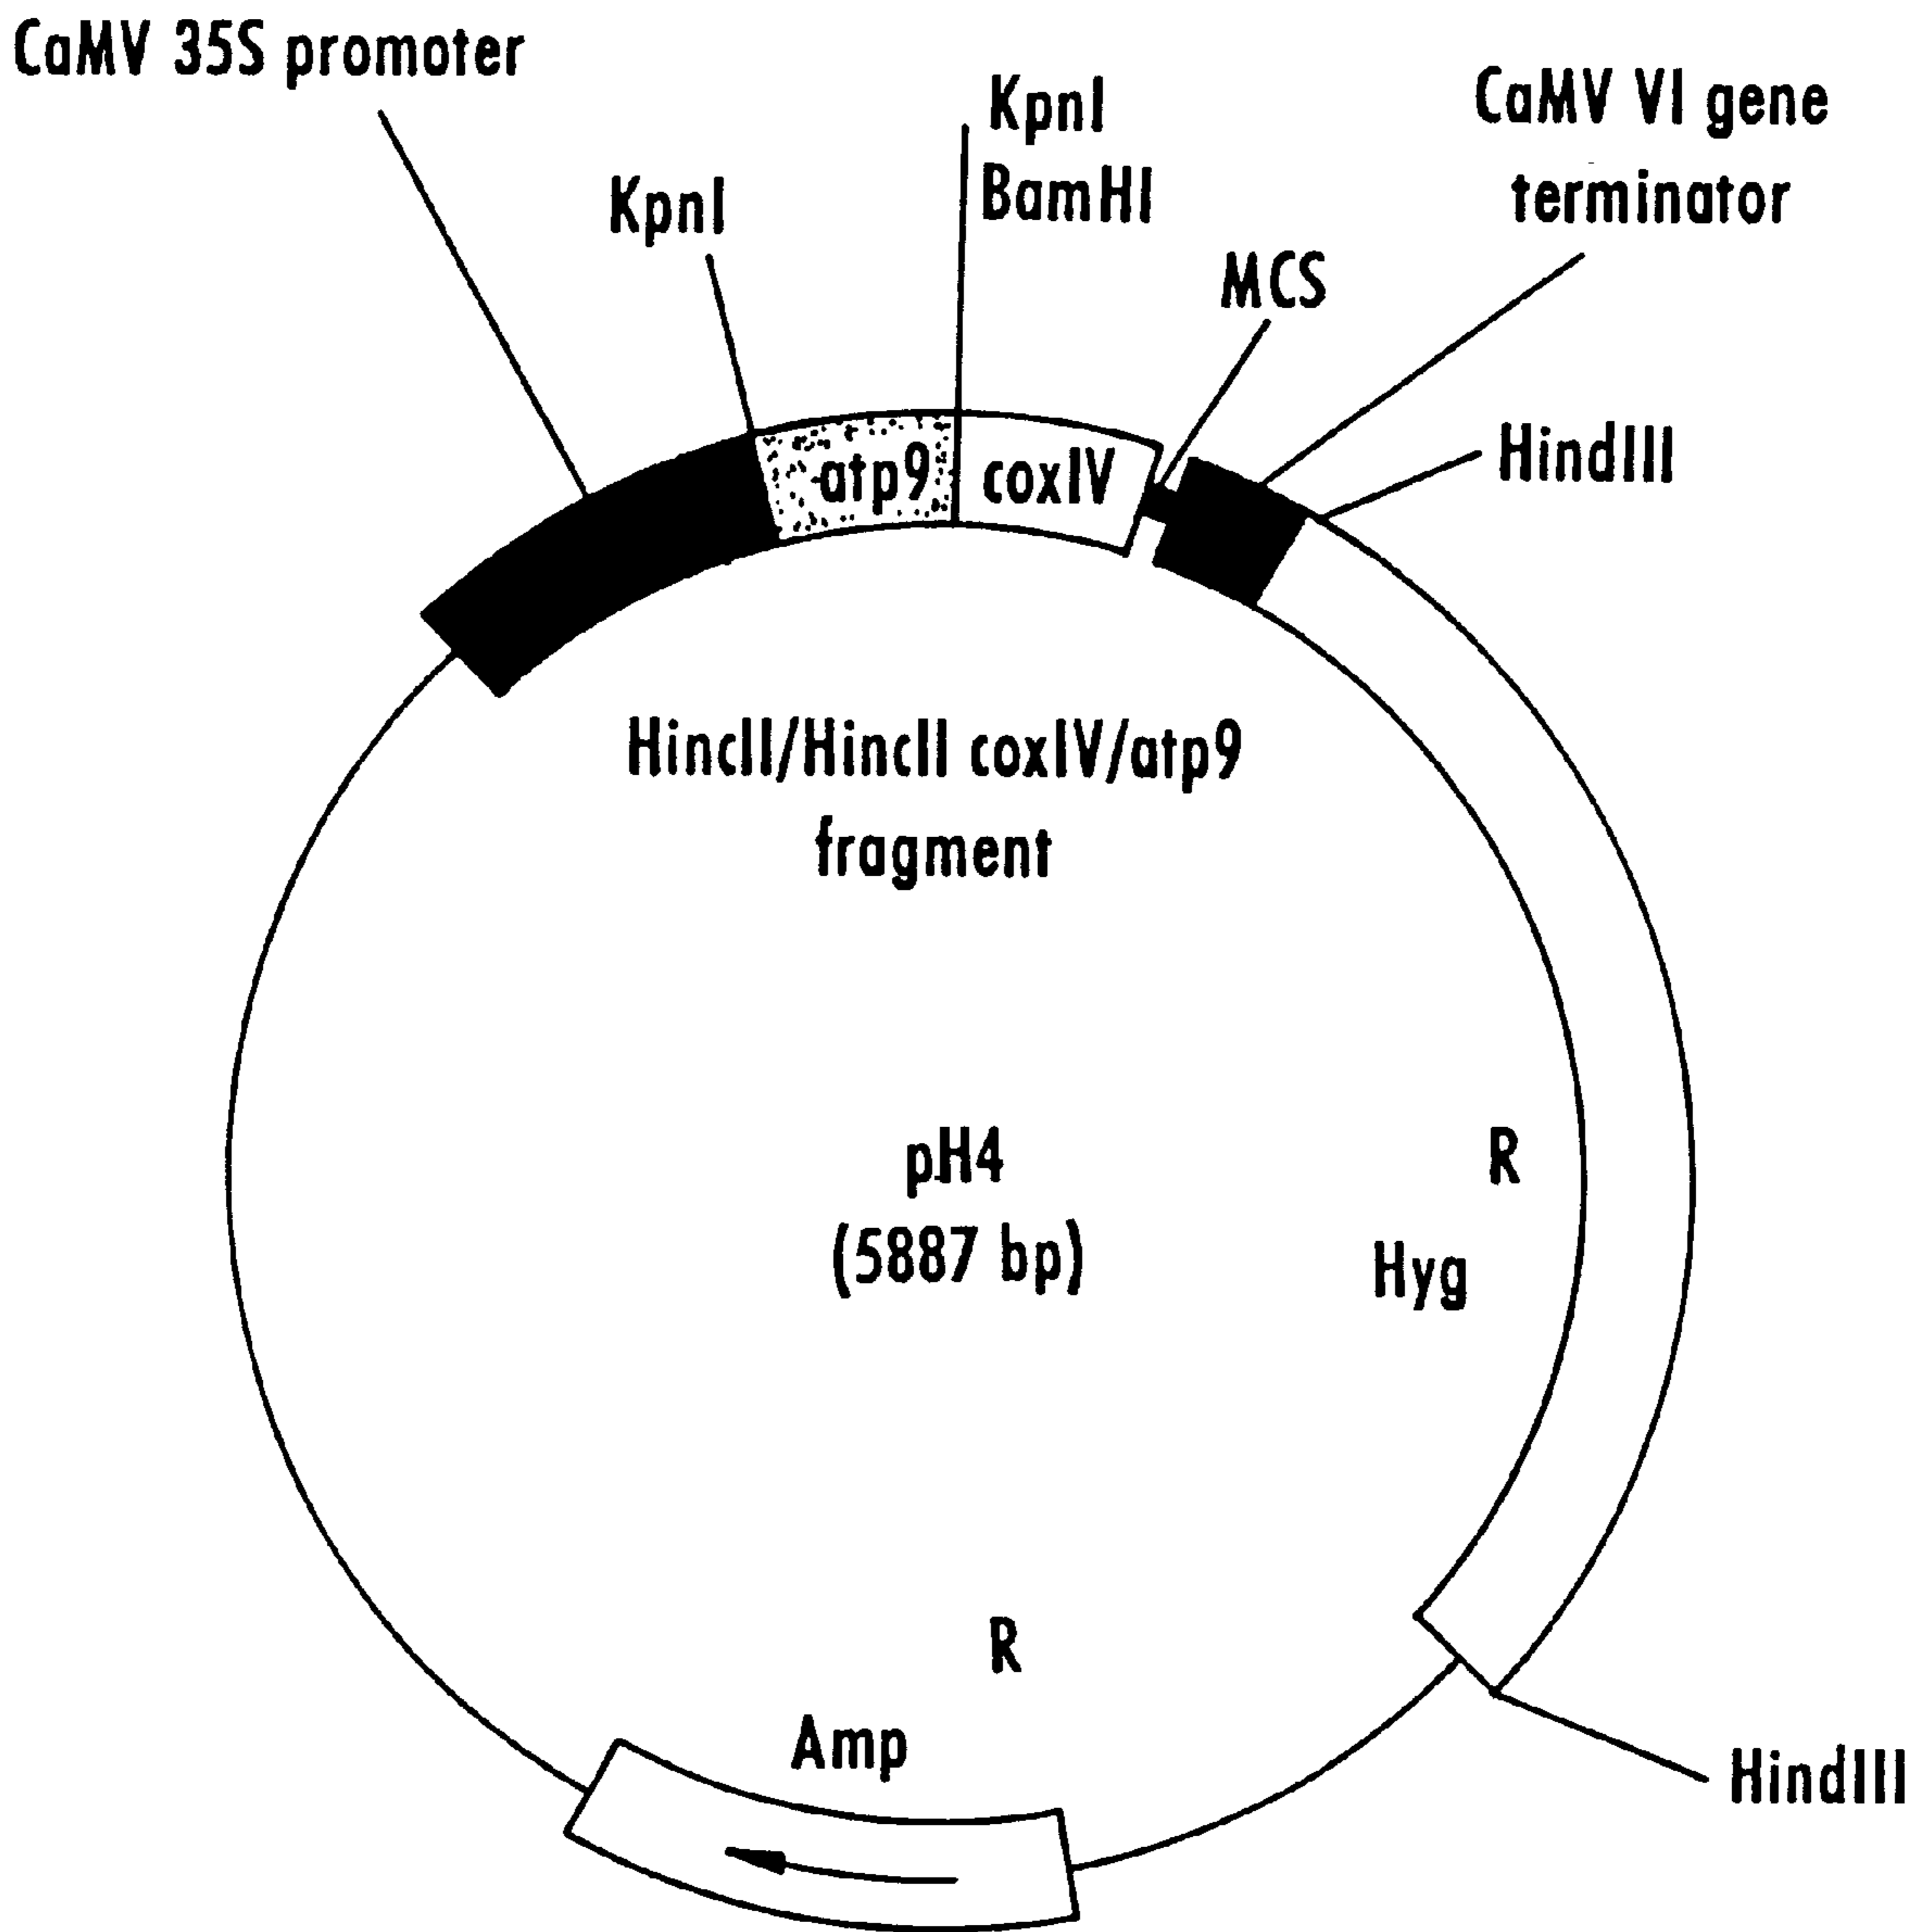 CaMV 35S promoter
KpnI
KpnI
BamHI
MCS
CaMV VI gene
terminator
HindIII
atp9
coxIV
HincII/HincII coxIV/atp9
fragment
pH4
(5887 bp)
R
Hyg
R
Amp
HindIII